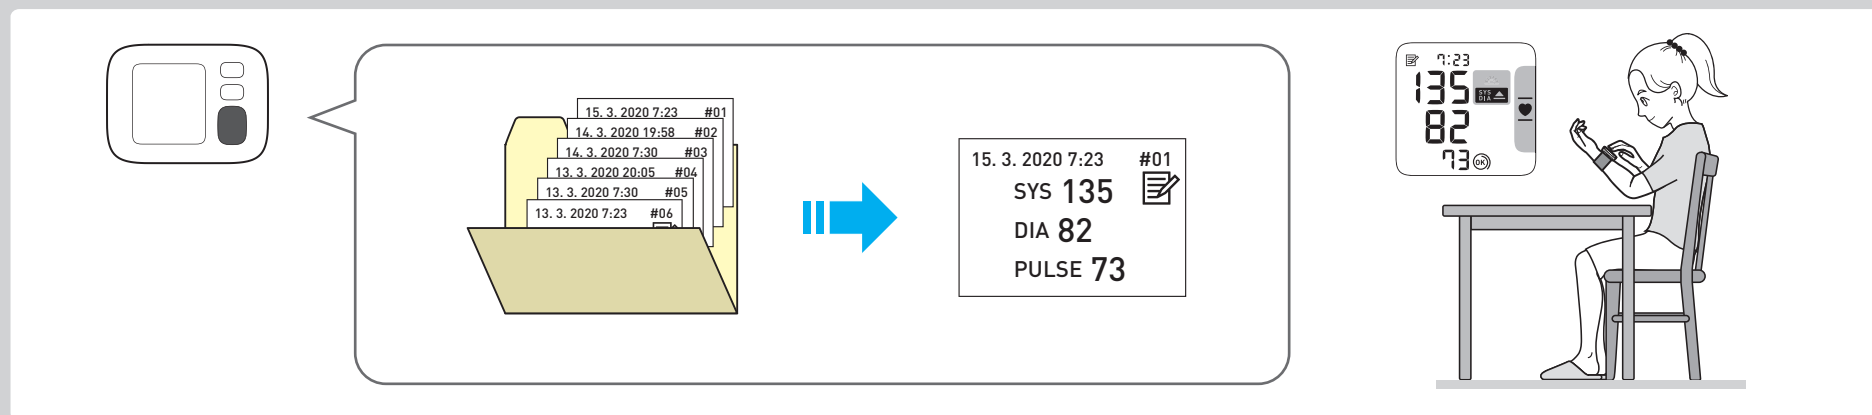 15. 3. 2020 7:23 #01
14. 3. 2020 19:58 #02
14. 3. 2020 7:30 #03
13. 3. 2020 20:05 #04
13. 3. 2020 7:30 #05
13. 3. 2020 7:23 #06
15. 3. 2020 7:23 #01
SYS 135
DIA 82
PULSE 73
7:23
135
SYS
DIA
82
73 OK